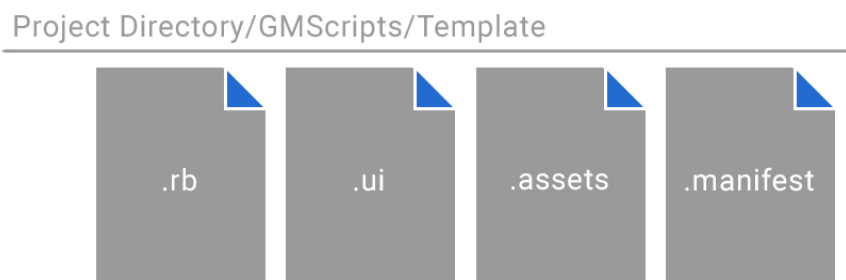 Project Directory/GMScripts/Template
.rb .ui .assets .manifest